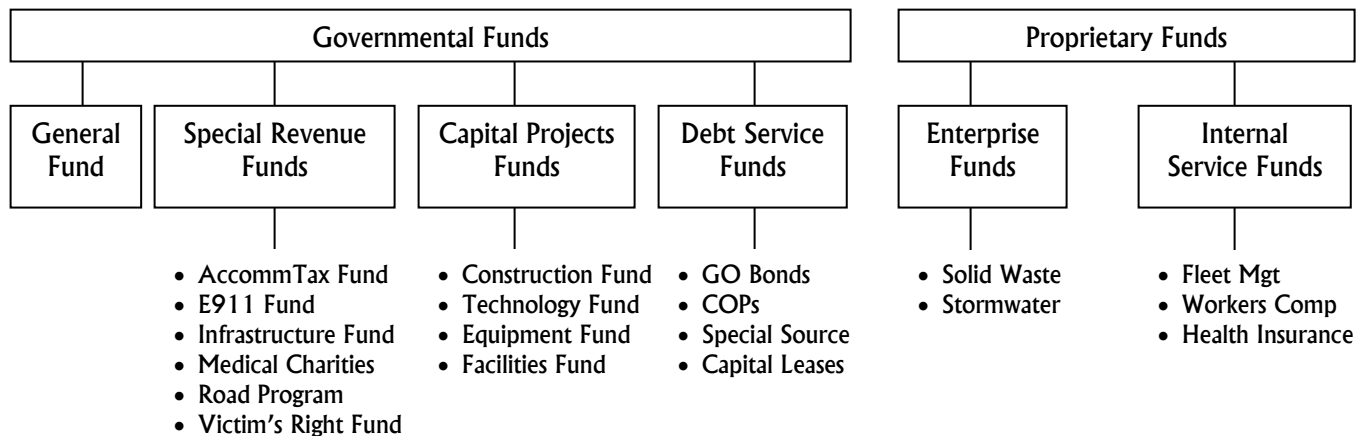 Governmental Funds
Proprietary Funds
General
Fund
Special Revenue
Funds
Capital Projects
Funds
Debt Service
Funds
Enterprise
Funds
Internal
Service Funds
• AccommTax Fund
• E911 Fund
• Infrastructure Fund
• Medical Charities
• Road Program
• Victim's Right Fund
• Construction Fund
• Technology Fund
• Equipment Fund
• Facilities Fund
• GO Bonds
• COPs
• Special Source
• Capital Leases
• Solid Waste
• Stormwater
• Fleet Mgt
• Workers Comp
• Health Insurance